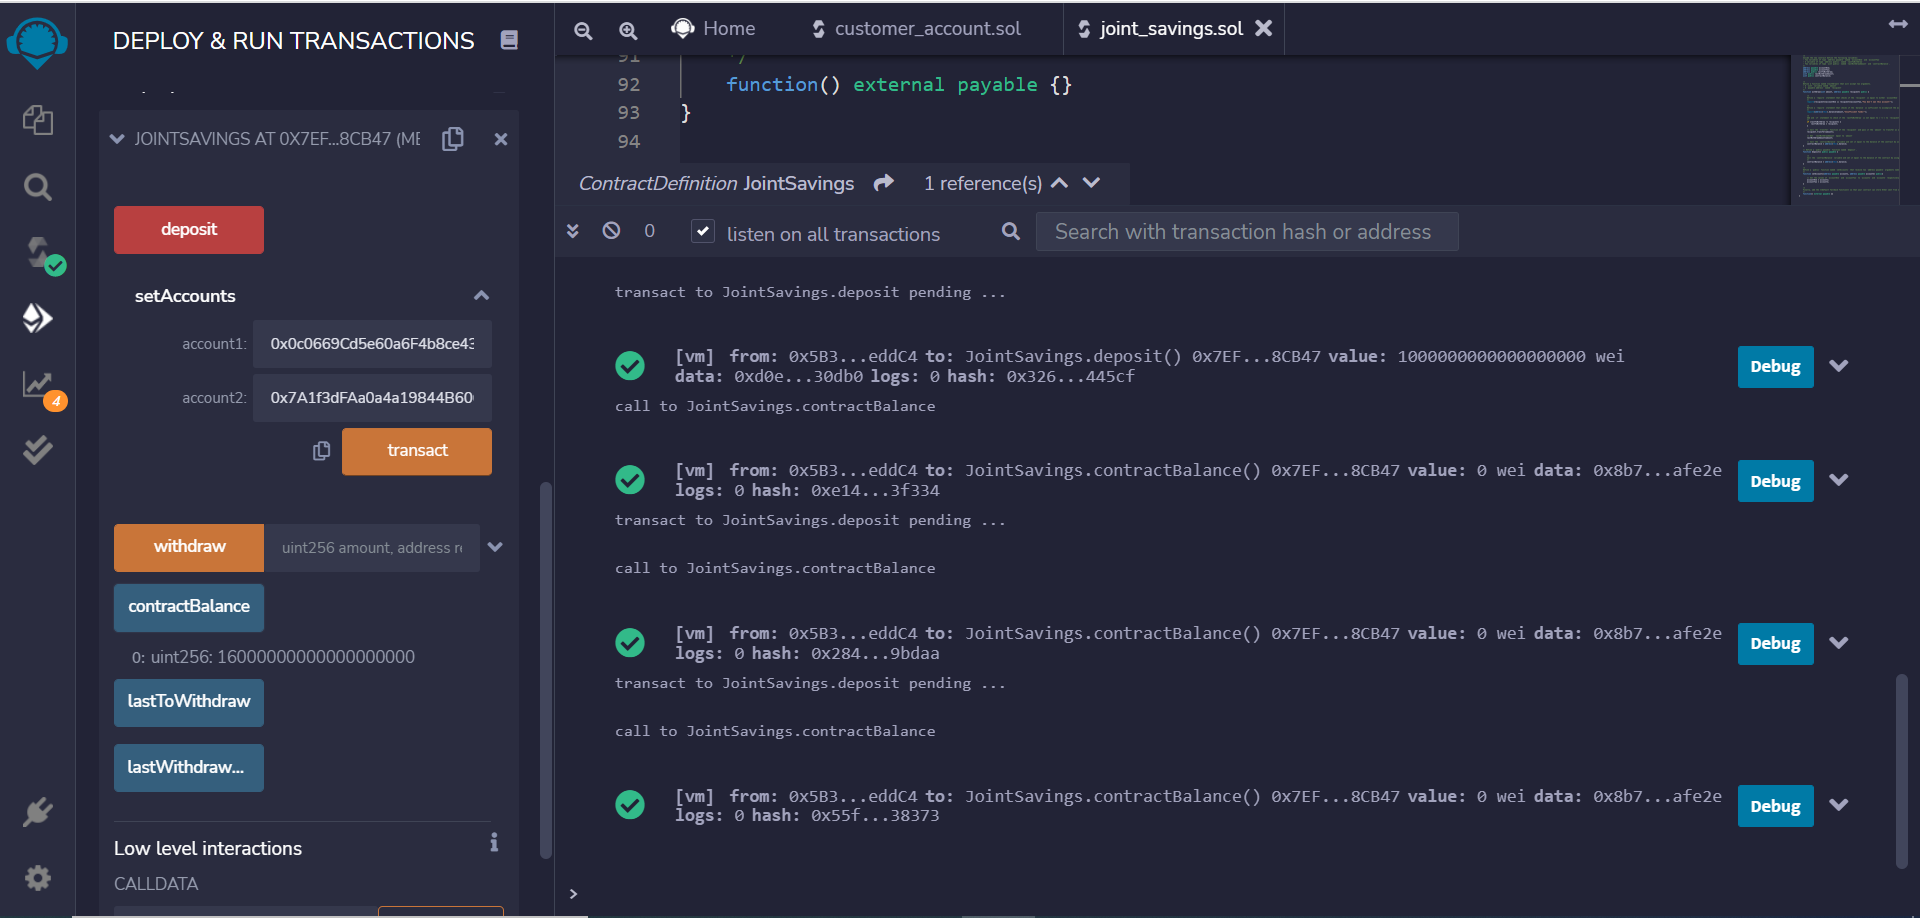 DEPLOY & RUN TRANSACTIONS
JOINTSAVINGS AT 0X7EF...8CB47 (ME
deposit
setAccounts
account1: 0x0c0669Cd5e60a6F4b8ce43
account2: 0x7A1f3dFAa0a4a19844B60
transact
withdraw uint256 amount, address re
contractBalance
0: uint256: 16000000000000000000
lastToWithdraw
lastWithdraw...
Low level interactions
CALLDATA
4
Home customer_account.sol joint_savings.sol
91 */
92 function() external payable {}
93 }
94
ContractDefinition JointSavings 1 reference(s)
0 listen on all transactions Search with transaction hash or address
transact to JointSavings.deposit pending ...
[vm] from: 0x5B3...eddC4 to: JointSavings.deposit() 0x7EF...8CB47 value: 1000000000000000000 wei
data: 0xd0e...30db0 logs: 0 hash: 0x326...445cf
Debug
call to JointSavings.contractBalance
[vm] from: 0x5B3...eddC4 to: JointSavings.contractBalance() 0x7EF...8CB47 value: 0 wei data: 0x8b7...afe2e
logs: 0 hash: 0xe14...3f334
Debug
transact to JointSavings.deposit pending ...
call to JointSavings.contractBalance
[vm] from: 0x5B3...eddC4 to: JointSavings.contractBalance() 0x7EF...8CB47 value: 0 wei data: 0x8b7...afe2e
logs: 0 hash: 0x284...9bdaa
Debug
transact to JointSavings.deposit pending ...
call to JointSavings.contractBalance
[vm] from: 0x5B3...eddC4 to: JointSavings.contractBalance() 0x7EF...8CB47 value: 0 wei data: 0x8b7...afe2e
logs: 0 hash: 0x55f...38373
Debug
>